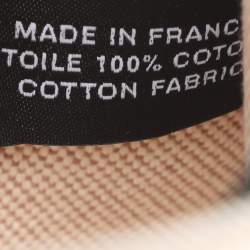 MADE IN FRANC
TOILE 100% COTO
COTTON FABRIC